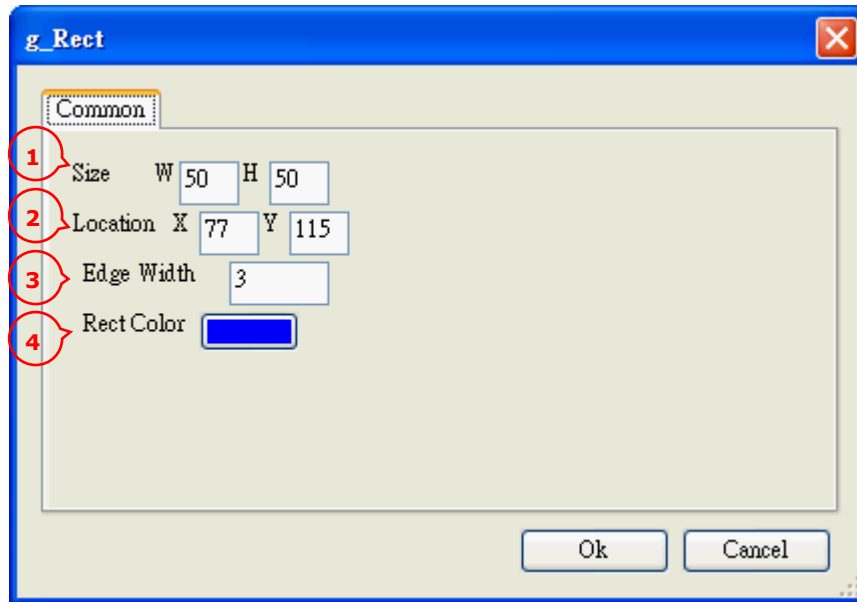 g_Rect
Common
1 Size W 50 H 50
2 Location X 77 Y 115
3 Edge Width 3
4 Rect Color
Ok Cancel